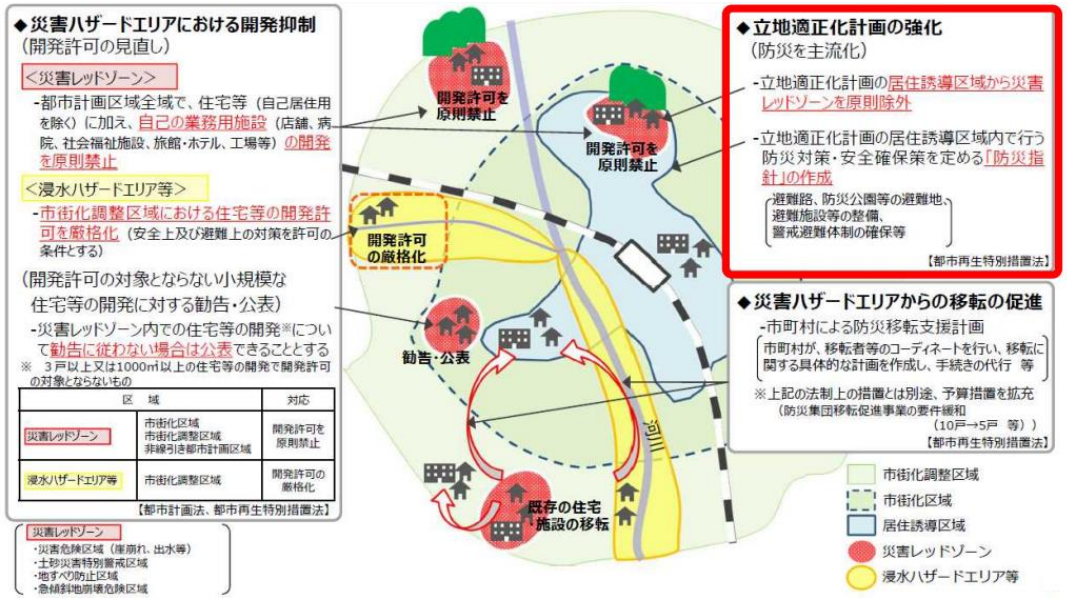 ◆災害ハザードエリアにおける開発抑制
（開発許可の見直し）
＜災害レッドゾーン＞
-都市計画区域全域で、住宅等（自己居住用
を除く）に加え、自己の業務用施設（店舗、病
院、社会福祉施設、旅館・ホテル、工場等）の開発
を原則禁止
＜浸水ハザードエリア等＞
-市街化調整区域における住宅等の開発許
可を厳格化（安全上及び避難上の対策を許可の
条件とする）
（開発許可の対象とならない小規模な
住宅等の開発に対する勧告・公表）
-災害レッドゾーン内での住宅等の開発※につい
て勧告に従わない場合は公表できることとする
※ 3戸以上又は1000㎡以上の住宅等の開発で開発許可
の対象とならないもの
区 域 対応
災害レッドゾーン
市街化区域
市街化調整区域
非線引き都市計画区域
開発許可を
原則禁止
浸水ハザードエリア等
市街化調整区域
開発許可の
厳格化
【都市計画法、都市再生特別措置法】
災害レッドゾーン
・災害危険区域（崖崩れ、出水等）
・土砂災害特別警戒区域
・地すべり防止区域
・急傾斜地崩壊危険区域
開発許可を
原則禁止
開発許可を
原則禁止
開発許可
の厳格化
勧告・公表
河川
既存の住宅
・施設の移転
◆立地適正化計画の強化
（防災を主流化）
-立地適正化計画の居住誘導区域から災害
レッドゾーンを原則除外
-立地適正化計画の居住誘導区域内で行う
防災対策・安全確保策を定める「防災指
針」の作成
避難路、防災公園等の避難地、
避難施設等の整備、
警戒避難体制の確保等
【都市再生特別措置法】
◆災害ハザードエリアからの移転の促進
-市町村による防災移転支援計画
市町村が、移転者等のコーディネートを行い、移転に
関する具体的な計画を作成し、手続きの代行 等
※上記の法制上の措置とは別途、予算措置を拡充
（防災集団移転促進事業の要件緩和
（10戸→5戸 等））
【都市再生特別措置法】
市街化調整区域
市街化区域
居住誘導区域
災害レッドゾーン
浸水ハザードエリア等